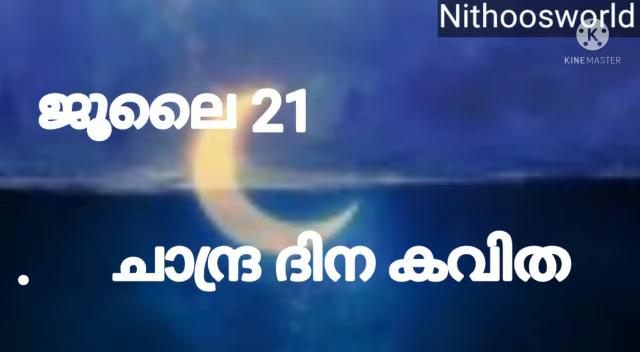 Nithoosworld
K
KINEMASTER
ജൂലൈ 21
. ചാന്ദ്ര ദിന കവിത